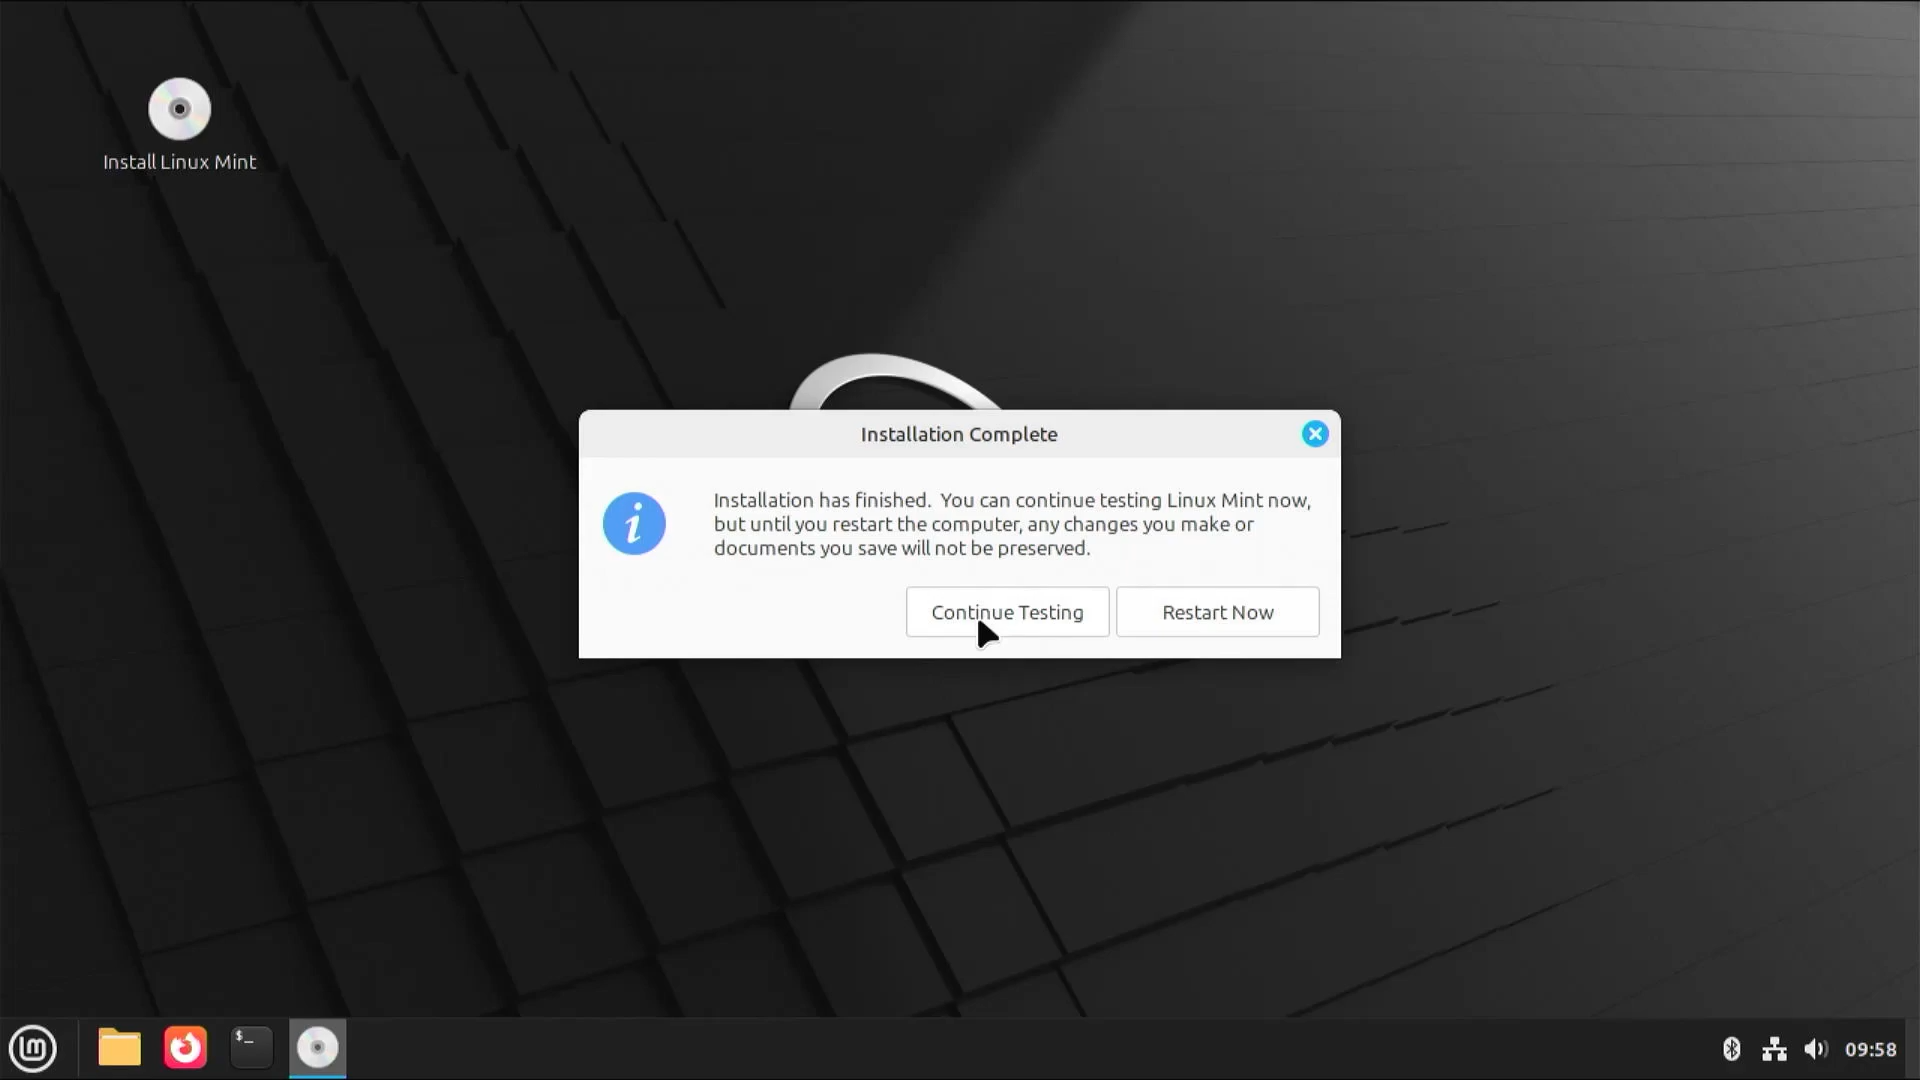 Install Linux Mint
Installation Complete
Installation has finished.  You can continue testing Linux Mint now,
but until you restart the computer, any changes you make or
documents you save will not be preserved.
Continue Testing
Restart Now
$_
09:58